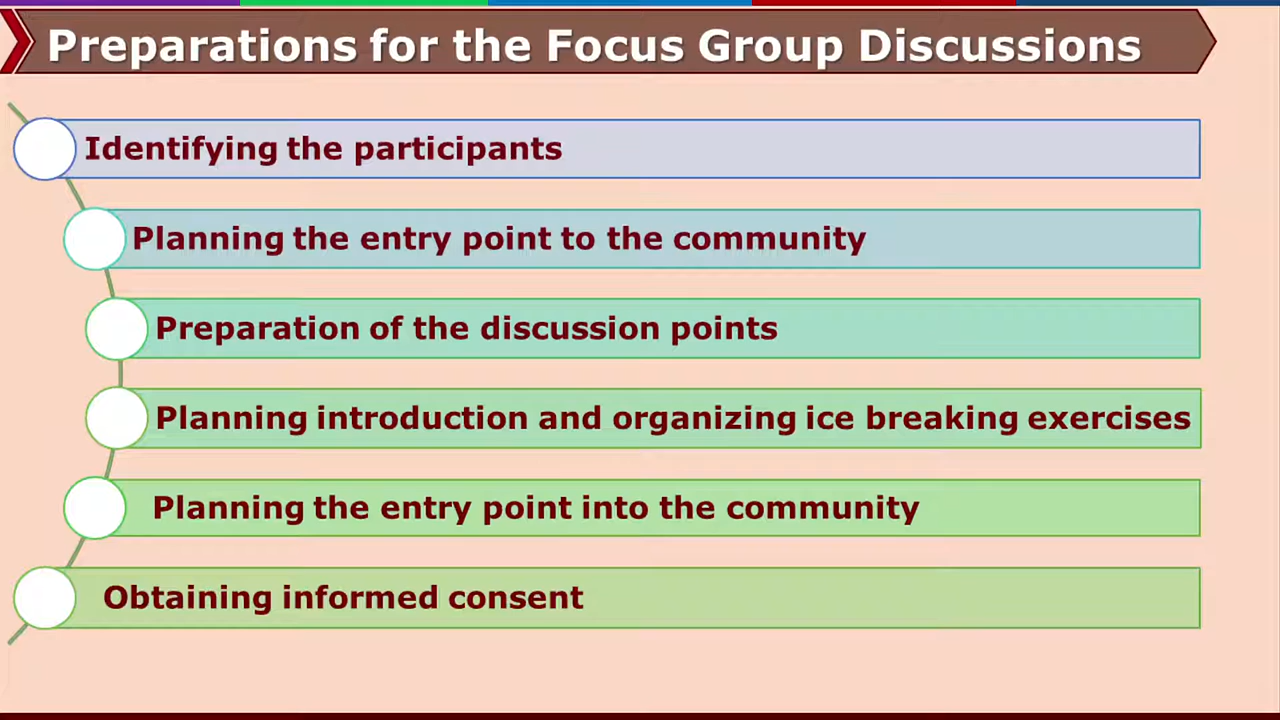 Preparations for the Focus Group Discussions
Identifying the participants
Planning the entry point to the community
Preparation of the discussion points
Planning introduction and organizing ice breaking exercises
Planning the entry point into the community
Obtaining informed consent